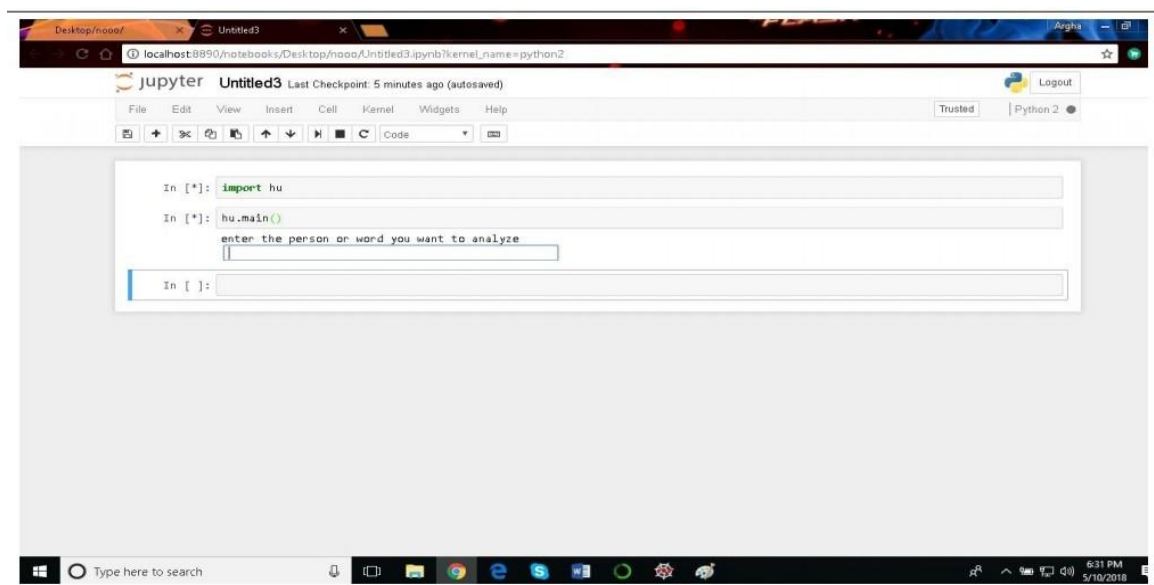 Desktop/nooo/ Untitled3 Argha
localhost:8890/notebooks/Desktop/nooo/Untitled3.ipynb?kernel_name=python2
jupyter Untitled3 Last Checkpoint: 5 minutes ago (autosaved) Logout
File Edit View Insert Cell Kernel Widgets Help Trusted Python 2
Code
In [*]: import hu
In [*]: hu.main()
enter the person or word you want to analyze
In [ ]:
Type here to search 6:31 PM
5/10/2018